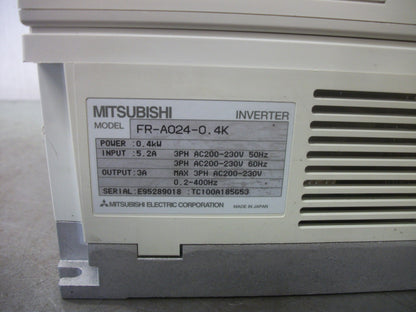 MITSUBISHI INVERTER
MODEL FR-A024-0.4K
POWER :0.4kW
INPUT :5.2A 3PH AC200-230V 50Hz
3PH AC200-230V 60Hz
OUTPUT:3A MAX 3PH AC200-230V
0.2-400Hz
SERIAL:E95289018 :TC100A185G53
MITSUBISHI ELECTRIC CORPORATION MADE IN JAPAN